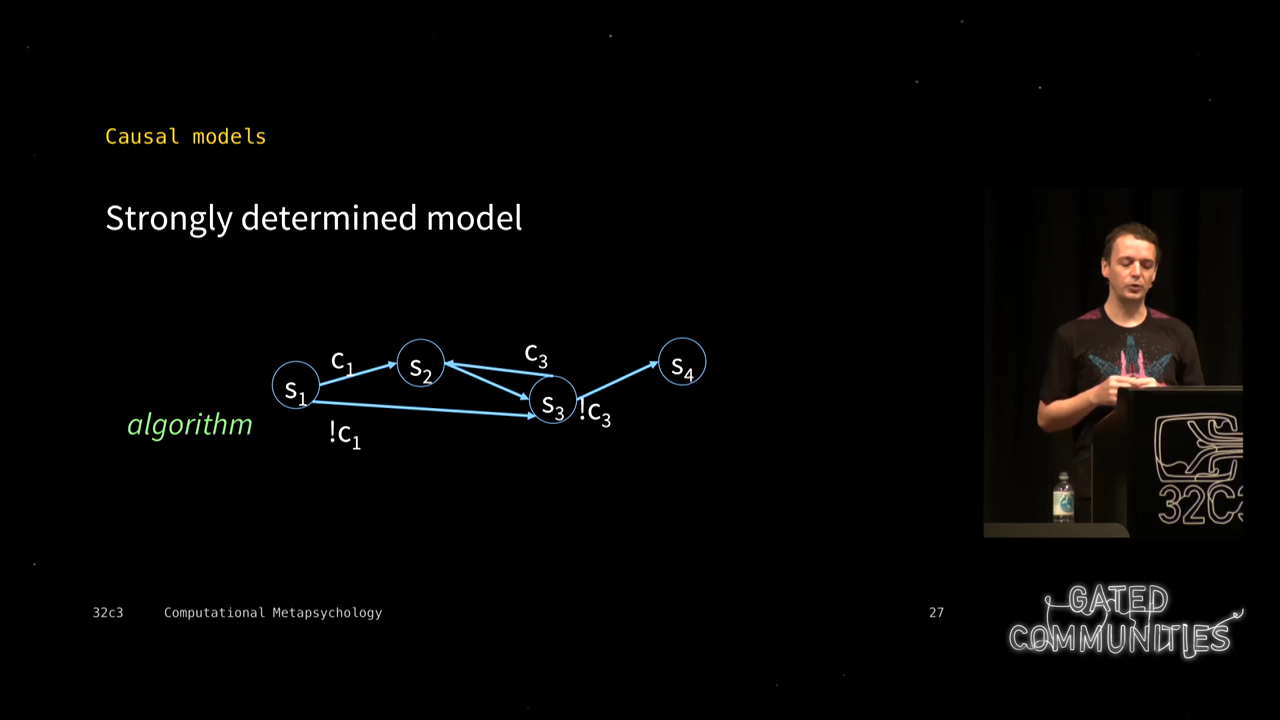 Causal models
Strongly determined model
c₁
c₃
s₁
s₂
s₃
s₄
!c₃
algorithm
!c₁
32c3 Computational Metapsychology 27
32C3
GATED
COMMUNITIES